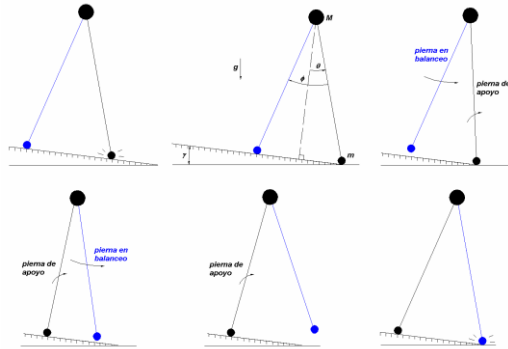 M
g
θ
ϕ
γ
m
pierna en
balanceo
pierna de
apoyo
pierna de
apoyo
pierna en
balanceo
pierna de
apoyo